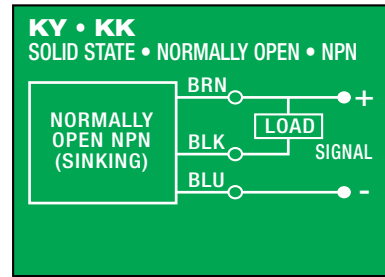 KY • KK
SOLID STATE • NORMALLY OPEN • NPN
BRN
+
NORMALLY
OPEN NPN
(SINKING)
LOAD
BLK
SIGNAL
BLU
-